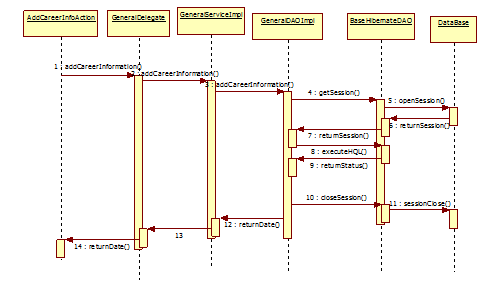 AddCareerInfoAction
GeneralDelegate
GeneralServiceImpl
GeneralDAOImpl
BaseHibernateDAO
DataBase
1 : addCareerInformation()
2 : addCareerInformation()
3 : addCareerInformation()
4 : getSession()
5 : openSession()
6 : returnSession()
7 : returnSession()
8 : executeHQL()
9 : returnStatus()
10 : closeSession()
11 : sessionClose()
12 : returnDate()
13
14 : returnDate()